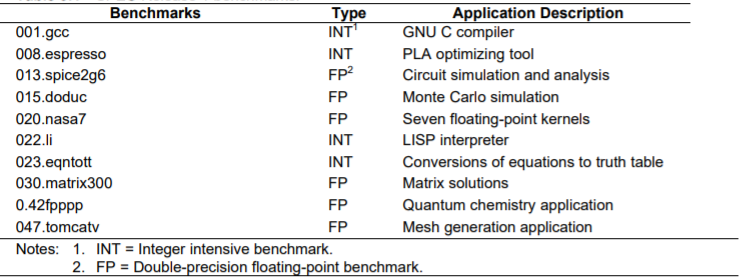 Benchmarks Type Application Description
001.gcc INT1 GNU C compiler
008.espresso INT PLA optimizing tool
013.spice2g6 FP2 Circuit simulation and analysis
015.doduc FP Monte Carlo simulation
020.nasa7 FP Seven floating-point kernels
022.li INT LISP interpreter
023.eqntott INT Conversions of equations to truth table
030.matrix300 FP Matrix solutions
0.42fpppp FP Quantum chemistry application
047.tomcatv FP Mesh generation application
Notes: 1. INT = Integer intensive benchmark.
2. FP = Double-precision floating-point benchmark.